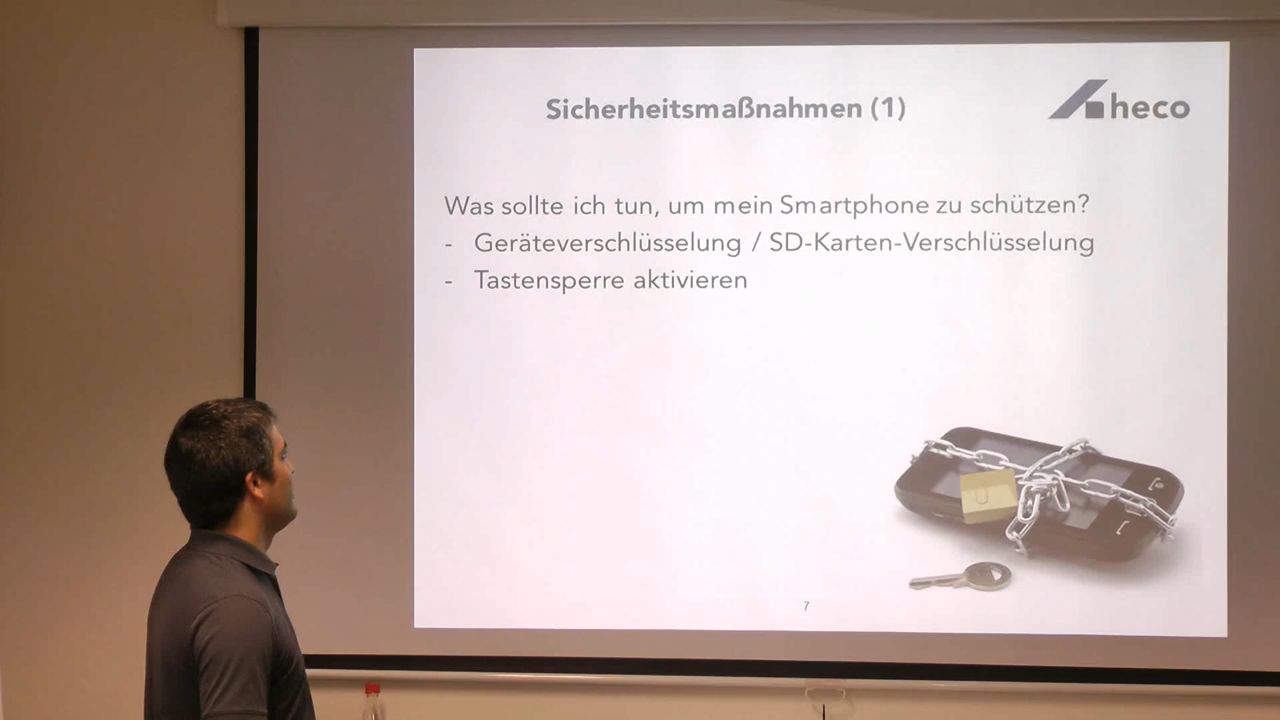 Sicherheitsmaßnahmen (1)
heco
Was sollte ich tun, um mein Smartphone zu schützen?
- Geräteverschlüsselung / SD-Karten-Verschlüsselung
- Tastensperre aktivieren
7